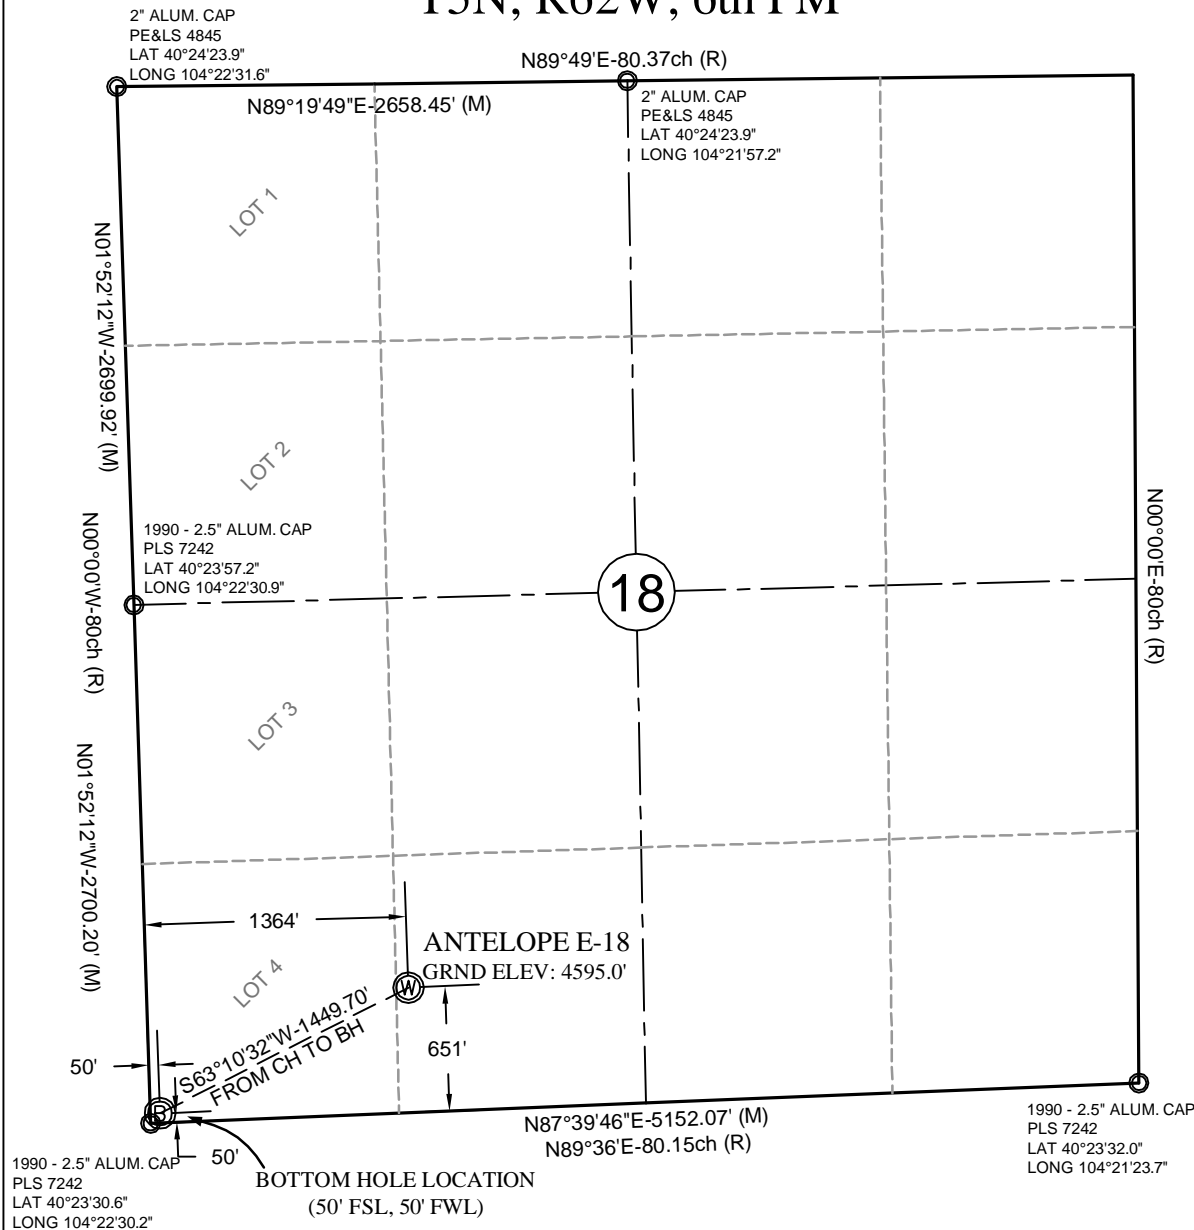 T5N, R62W, 6th PM
2" ALUM. CAP
PE&LS 4845
LAT 40°24'23.9"
LONG 104°22'31.6"
N89°49'E-80.37ch (R)
N89°19'49"E-2658.45' (M)
2" ALUM. CAP
PE&LS 4845
LAT 40°24'23.9"
LONG 104°21'57.2"
LOT 1
N01°52'12"W-2699.92' (M)
LOT 2
1990 - 2.5" ALUM. CAP
PLS 7242
LAT 40°23'57.2"
LONG 104°22'30.9"
N00°00'W-80ch (R)
18
N00°00'E-80ch (R)
LOT 3
N01°52'12"W-2700.20' (M)
1364'
ANTELOPE E-18
GRND ELEV: 4595.0'
LOT 4
W
S63°10'32"W-1449.70'
FROM CH TO BH
651'
50'
B
50'
N87°39'46"E-5152.07' (M)
N89°36'E-80.15ch (R)
1990 - 2.5" ALUM. CAP
PLS 7242
LAT 40°23'32.0"
LONG 104°21'23.7"
1990 - 2.5" ALUM. CAP
PLS 7242
LAT 40°23'30.6"
LONG 104°22'30.2"
BOTTOM HOLE LOCATION
(50' FSL, 50' FWL)